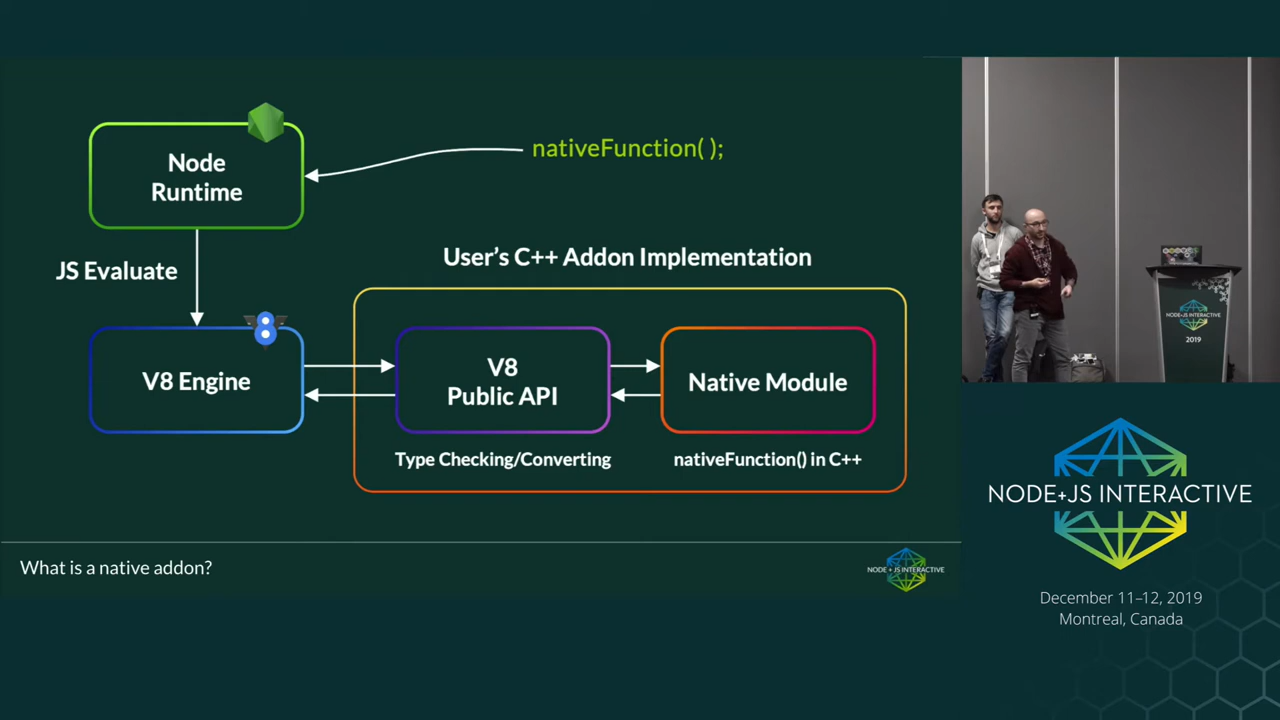 Node
Runtime
nativeFunction( );
JS Evaluate
User's C++ Addon Implementation
V8 Engine
V8
Public API
Native Module
Type Checking/Converting
nativeFunction() in C++
What is a native addon?
NODE + JS INTERACTIVE
NODE+JS INTERACTIVE
2019
NODE+JS INTERACTIVE
December 11–12, 2019
Montreal, Canada